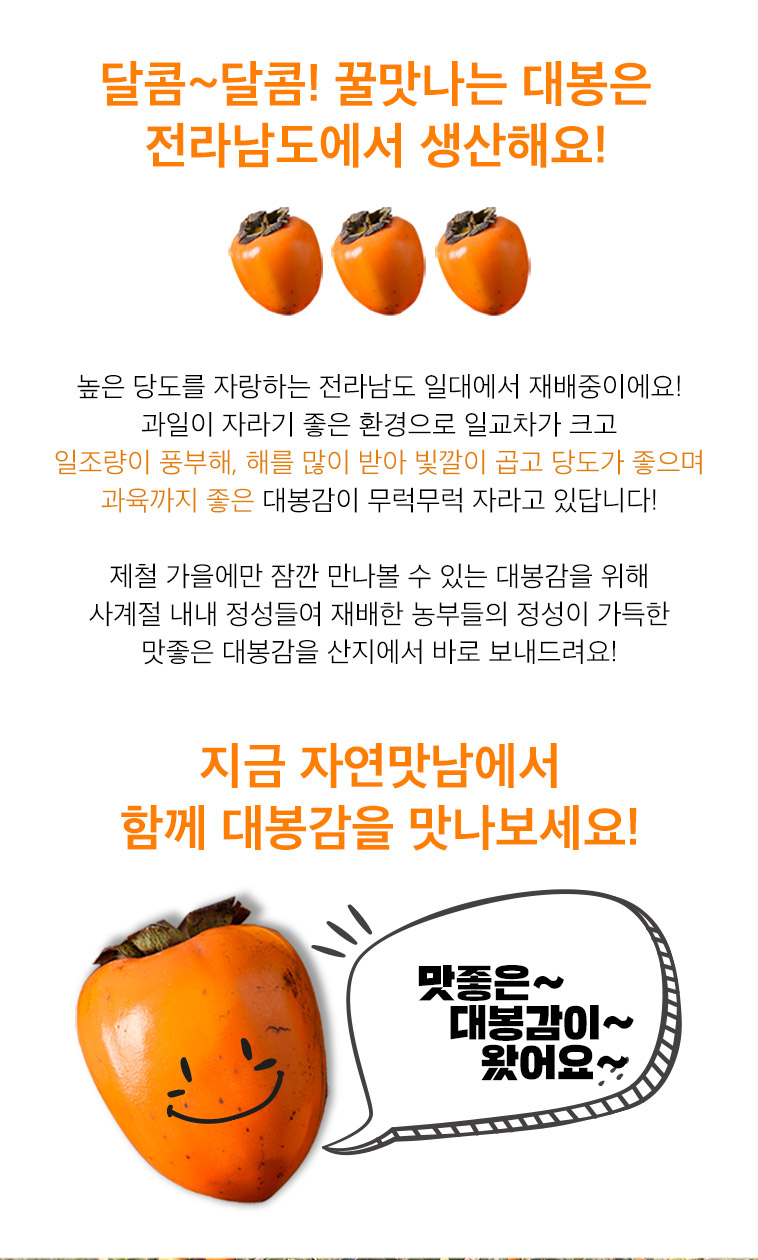 달콤~달콤! 꿀맛나는 대봉은
전라남도에서 생산해요!
높은 당도를 자랑하는 전라남도 일대에서 재배중이에요!
과일이 자라기 좋은 환경으로 일교차가 크고
일조량이 풍부해, 해를 많이 받아 빛깔이 곱고 당도가 좋으며
과육까지 좋은 대봉감이 무럭무럭 자라고 있답니다!
제철 가을에만 잠깐 만나볼 수 있는 대봉감을 위해
사계절 내내 정성들여 재배한 농부들의 정성이 가득한
맛좋은 대봉감을 산지에서 바로 보내드려요!
지금 자연맛남에서
함께 대봉감을 맛나보세요!
맛좋은~
대봉감이~
왔어요~